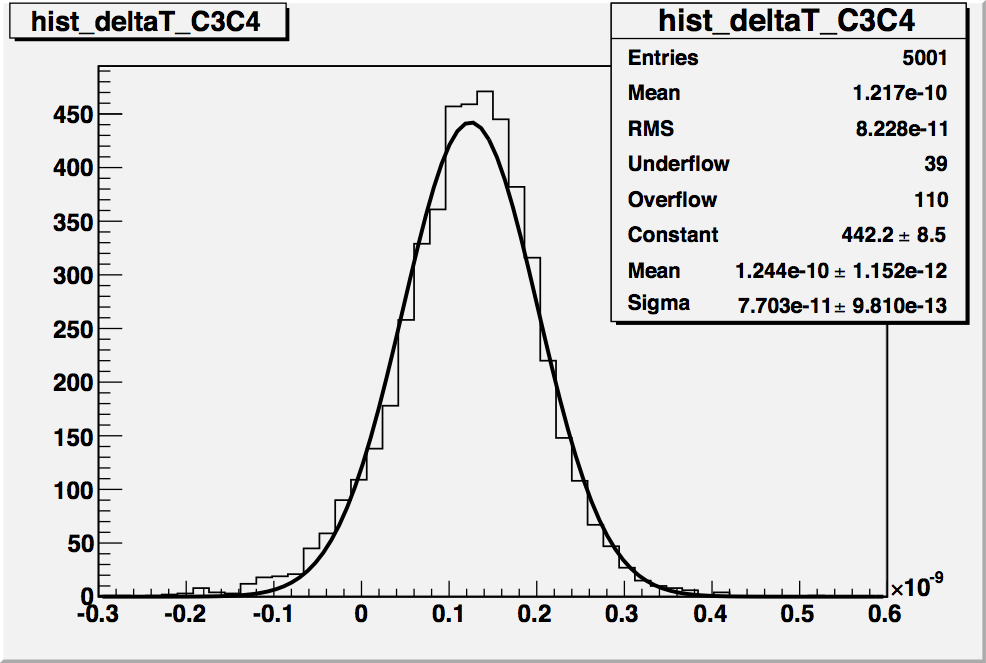 hist_deltaT_C3C4
hist_deltaT_C3C4
Entries 5001
Mean 1.217e-10
RMS 8.228e-11
Underflow 39
Overflow 110
Constant 442.2 ± 8.5
Mean 1.244e-10 ± 1.152e-12
Sigma 7.703e-11± 9.810e-13
450
400
350
300
250
200
150
100
50
0
-0.3 -0.2 -0.1 0 0.1 0.2 0.3 0.4 0.5 0.6
×10-9